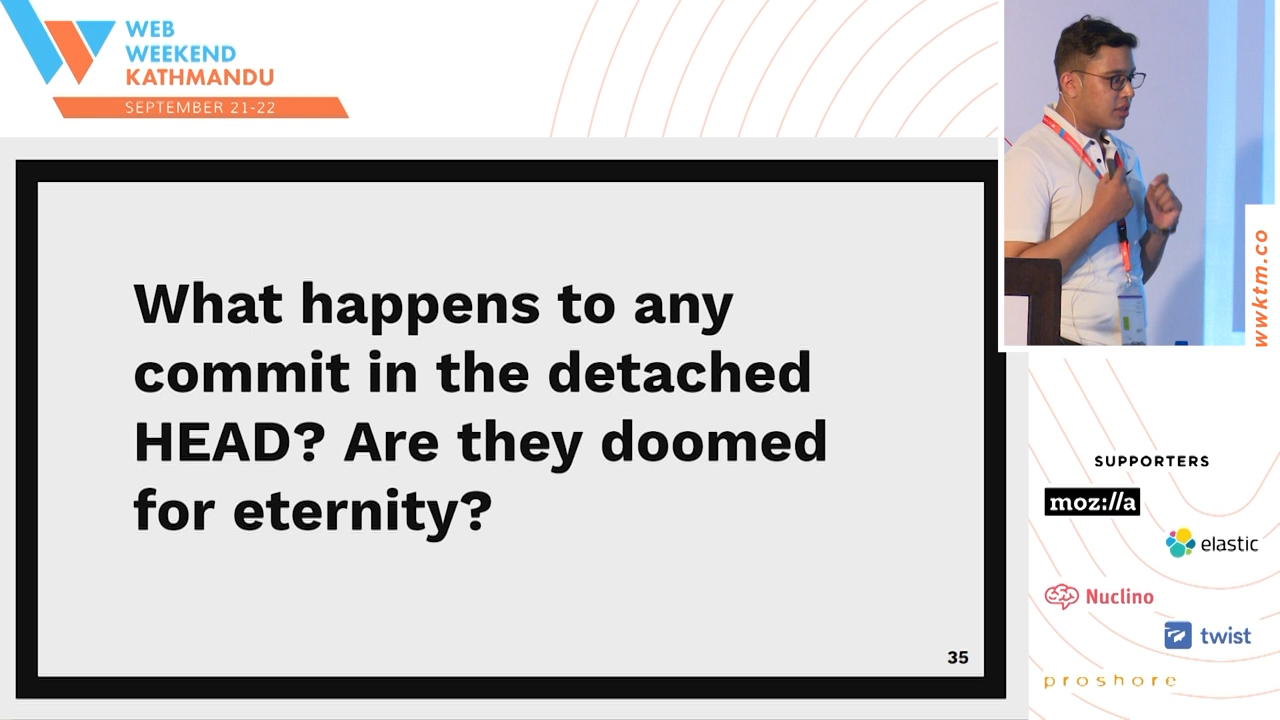 WEB
WEEKEND
KATHMANDU
SEPTEMBER 21-22
What happens to any
commit in the detached
HEAD? Are they doomed
for eternity?
35
wwktm.co
SUPPORTERS
moz://a
elastic
Nuclino
twist
proshore